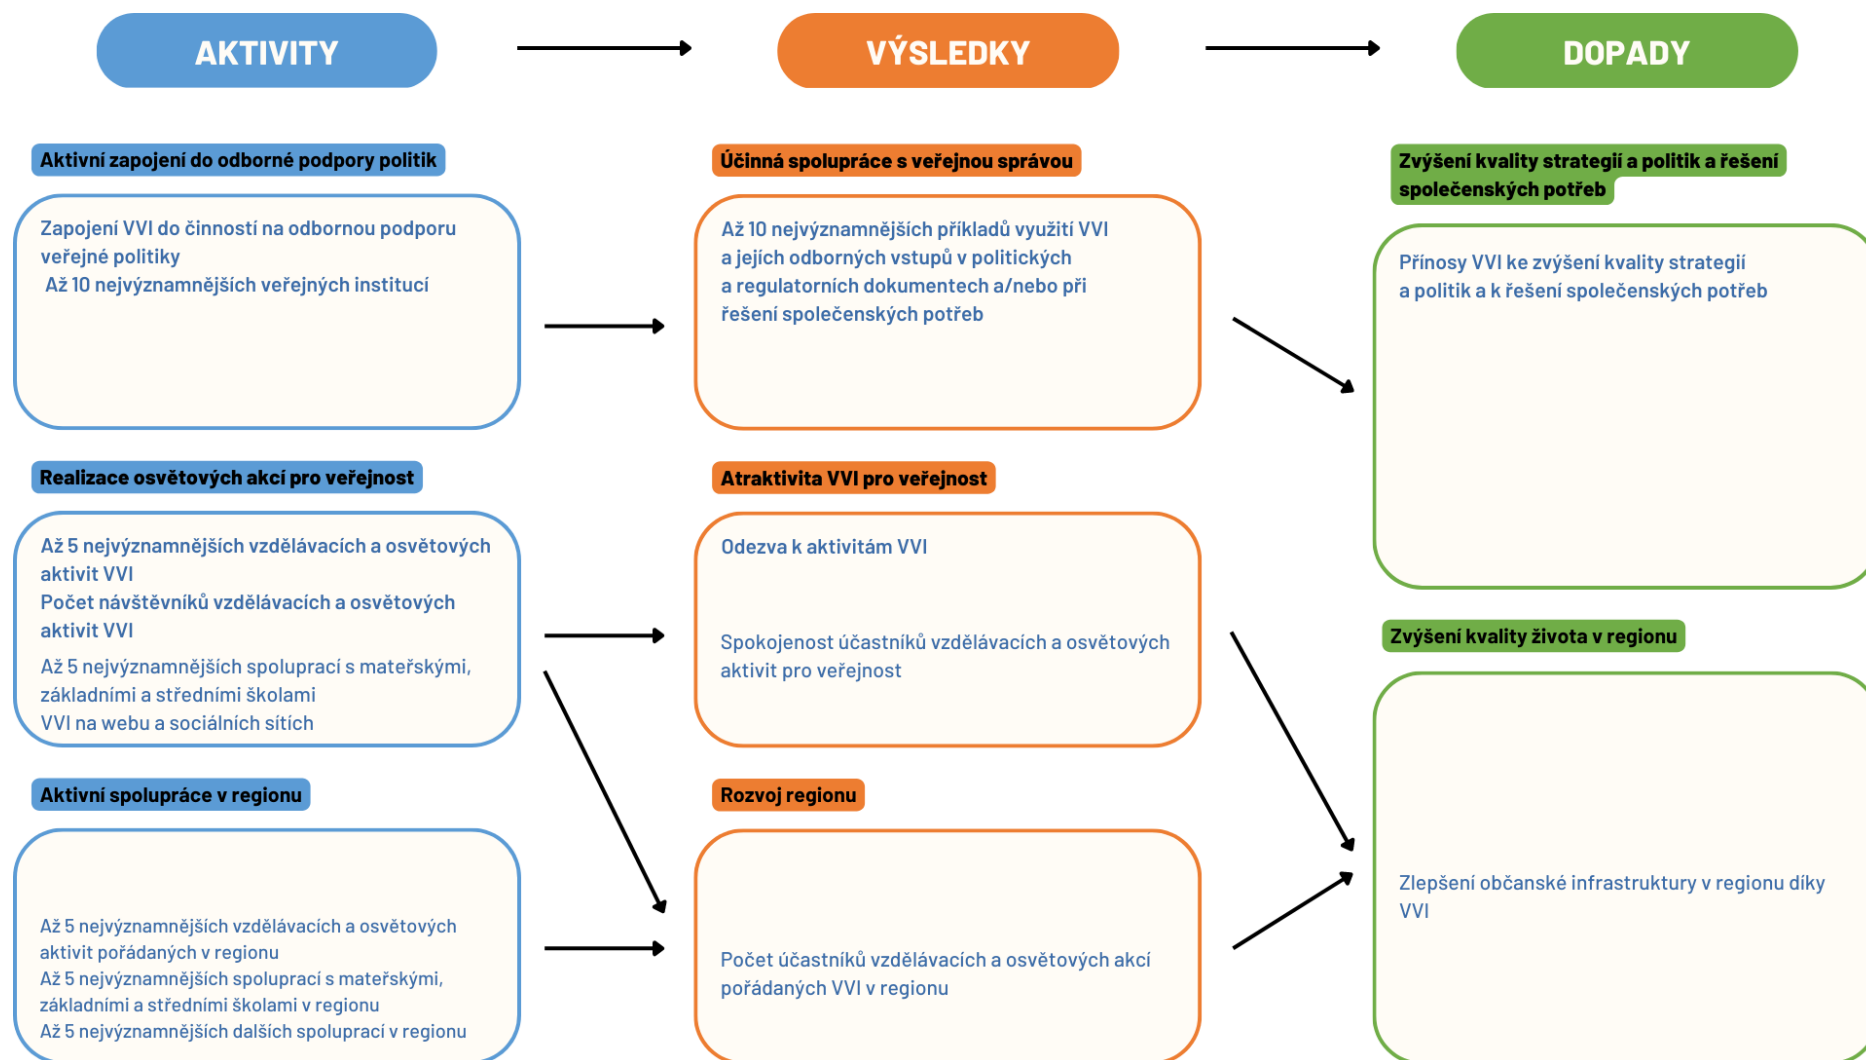 AKTIVITY
VÝSLEDKY
DOPADY
Aktivní zapojení do odborné podpory politik
Zapojení VVI do činností na odbornou podporu
veřejné politiky
Až 10 nejvýznamnějších veřejných institucí
Účinná spolupráce s veřejnou správou
Až 10 nejvýznamnějších příkladů využití VVI
a jejích odborných vstupů v politických
a regulatorních dokumentech a/nebo při
řešení společenských potřeb
Zvýšení kvality strategií a politik a řešení
společenských potřeb
Přínosy VVI ke zvýšení kvality strategií
a politik a k řešení společenských potřeb
Realizace osvětových akcí pro veřejnost
Až 5 nejvýznamnějších vzdělávacích a osvětových
aktivit VVI
Počet návštěvníků vzdělávacích a osvětových
aktivit VVI
Až 5 nejvýznamnějších spoluprací s mateřskými,
základními a středními školami
VVI na webu a sociálních sítích
Atraktivita VVI pro veřejnost
Odezva k aktivitám VVI
Spokojenost účastníků vzdělávacích a osvětových
aktivit pro veřejnost
Zvýšení kvality života v regionu
Zlepšení občanské infrastruktury v regionu díky
VVI
Aktivní spolupráce v regionu
Až 5 nejvýznamnějších vzdělávacích a osvětových
aktivit pořádaných v regionu
Až 5 nejvýznamnějších spoluprací s mateřskými,
základními a středními školami v regionu
Až 5 nejvýznamnějších dalších spoluprací v regionu
Rozvoj regionu
Počet účastníků vzdělávacích a osvětových akcí
pořádaných VVI v regionu